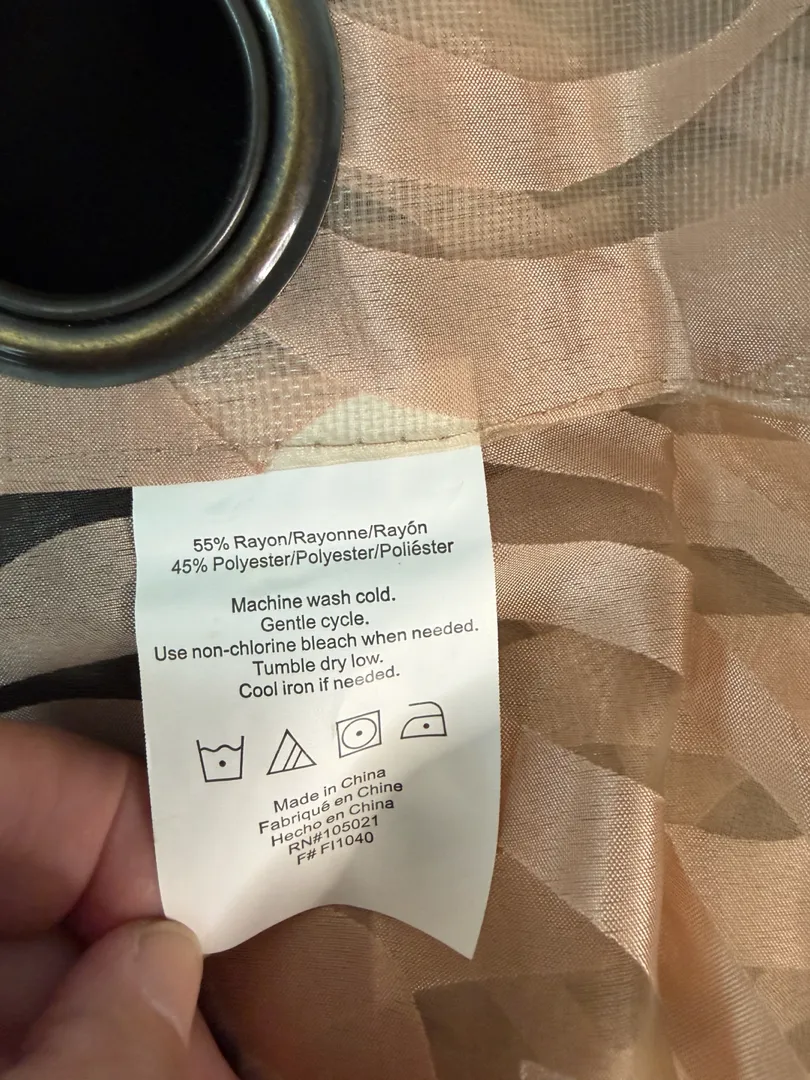 55% Rayon/Rayonne/Rayón
45% Polyester/Polyester/Poliéster
Machine wash cold.
Gentle cycle.
Use non-chlorine bleach when needed.
Tumble dry low.
Cool iron if needed.
Made in China
Fabriqué en Chine
Hecho en China
RN#105021
F# FI1040